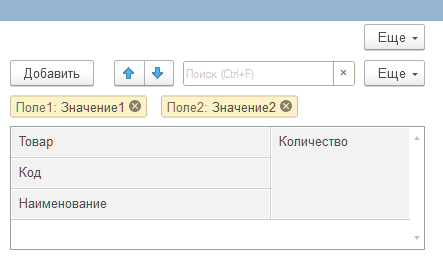 Еще
Добавить Поиск (Ctrl+F) × Еще
Поле1: Значение1 Поле2: Значение2
Товар Количество
Код
Наименование